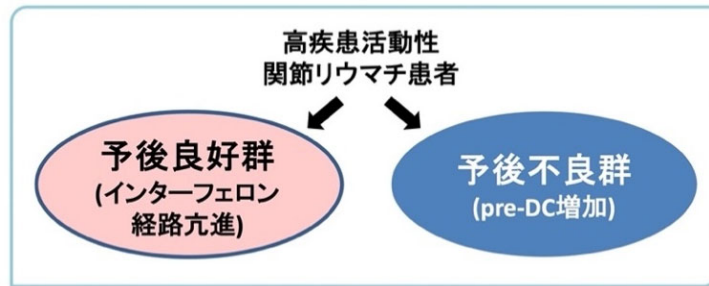 高疾患活動性
関節リウマチ患者
予後良好群
(インターフェロン
経路亢進)
予後不良群
(pre-DC増加)